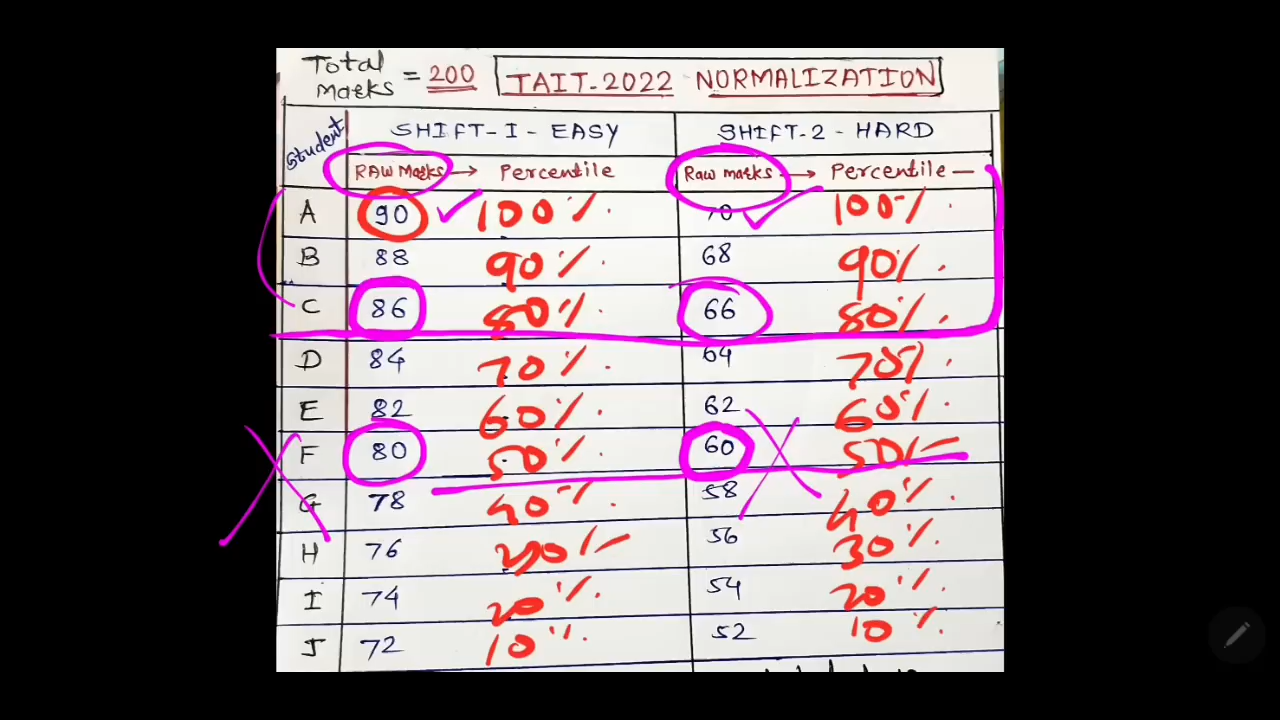 Total marks = 200 TAIT-2022 NORMALIZATION
Student SHIFT-I-EASY SHIFT-2-HARD
RAW Marks → Percentile Raw marks → Percentile
A 90 100% 70 100%
B 88 90% 68 90%
C 86 80% 66 80%
D 84 70% 64 70%
E 82 60% 62 60%
F 80 50% 60 50%
G 78 40% 58 40%
H 76 56 30%
I 74 20% 54 20%
J 72 10% 52 10%